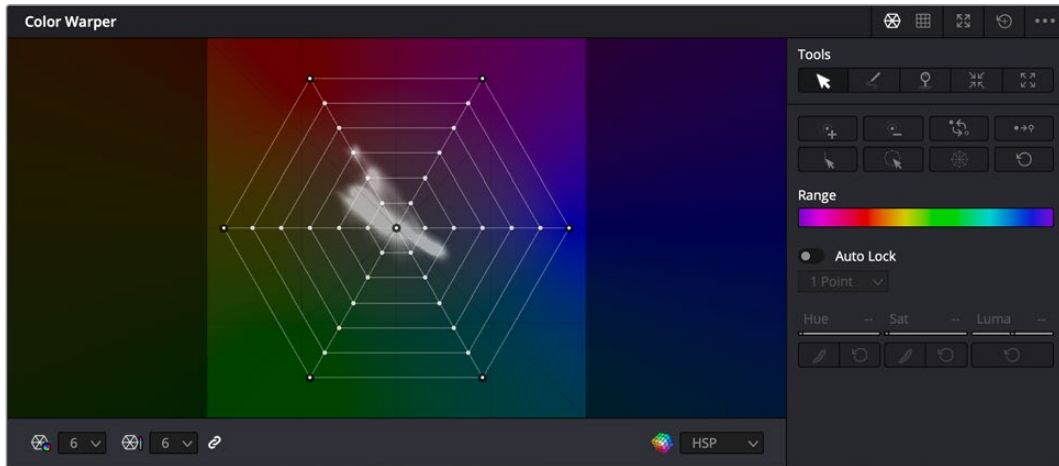 Color Warper
Tools
Range
Auto Lock
1 Point
Hue -- Sat -- Luma --
6 6 HSP